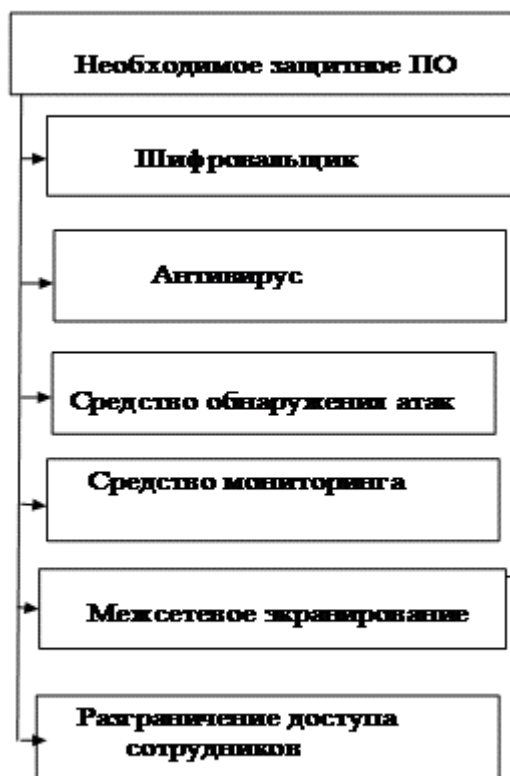 Необходимое защитное ПО
Шифровальщик
Антивирус
Средство обнаружения атак
Средство мониторинга
Межсетевое экранирование
Разграничение доступа
сотрудников